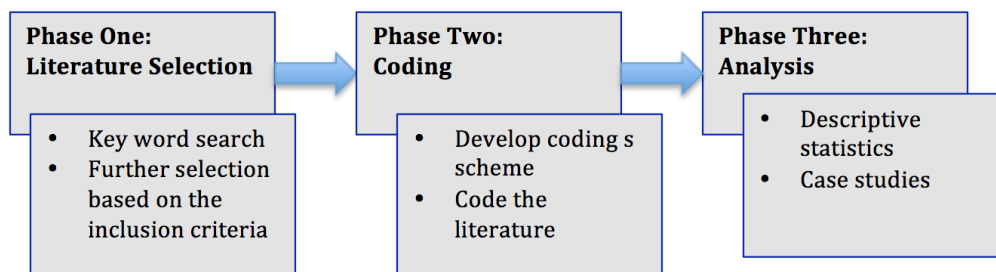 Phase One:
Literature Selection
• Key word search
• Further selection
based on the
inclusion criteria
Phase Two:
Coding
• Develop coding s
scheme
• Code the
literature
Phase Three:
Analysis
• Descriptive
statistics
• Case studies